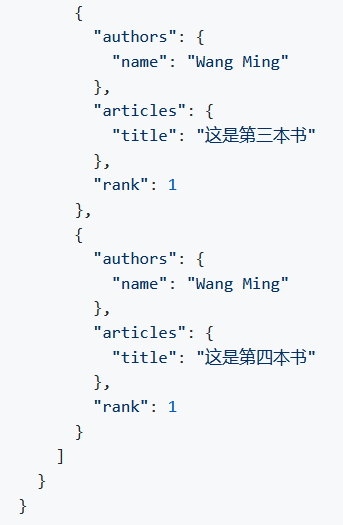 {
"authors": {
"name": "Wang Ming"
},
"articles": {
"title": "这是第三本书"
},
"rank": 1
},
{
"authors": {
"name": "Wang Ming"
},
"articles": {
"title": "这是第四本书"
},
"rank": 1
}
]
}
}